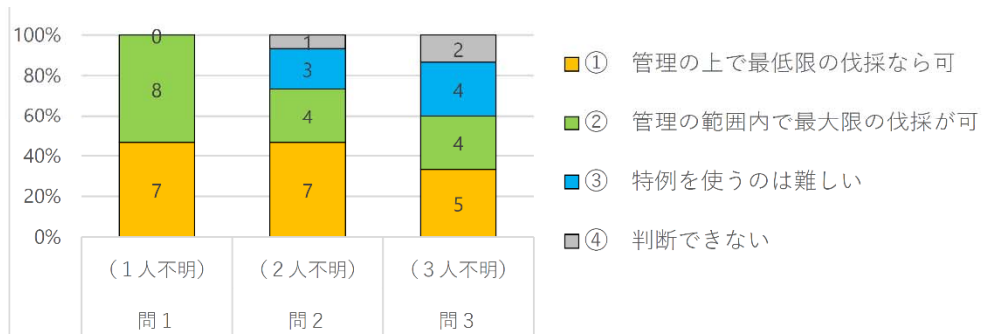 100%
80%
60%
40%
20%
0%
0
8
7
1
3
4
7
2
4
4
5
（１人不明）
（２人不明）
（３人不明）
問１
問２
問３
① 管理の上で最低限の伐採なら可
② 管理の範囲内で最大限の伐採が可
③ 特例を使うのは難しい
④ 判断できない